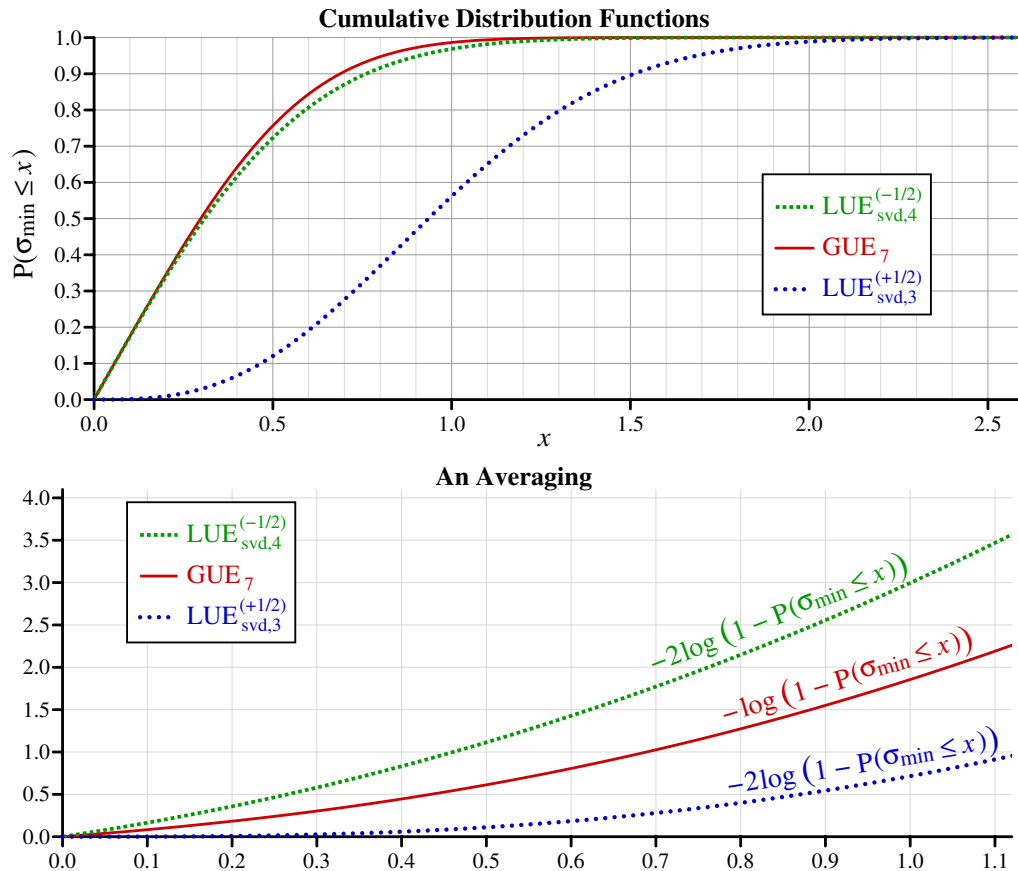 Cumulative Distribution Functions
1.0
0.9
0.8
0.7
0.6
0.5
0.4
0.3
0.2
0.1
0.0
P(σmin ≤ x)
LUE(−1/2)svd,4
GUE7
LUE(+1/2)svd,3
0.0 0.5 1.0 1.5 2.0 2.5
x
An Averaging
4.0
3.5
3.0
2.5
2.0
1.5
1.0
0.5
0.0
LUE(−1/2)svd,4
GUE7
LUE(+1/2)svd,3
−2log(1 − P(σmin ≤ x))
−log(1 − P(σmin ≤ x))
−2log(1 − P(σmin ≤ x))
0.0 0.1 0.2 0.3 0.4 0.5 0.6 0.7 0.8 0.9 1.0 1.1